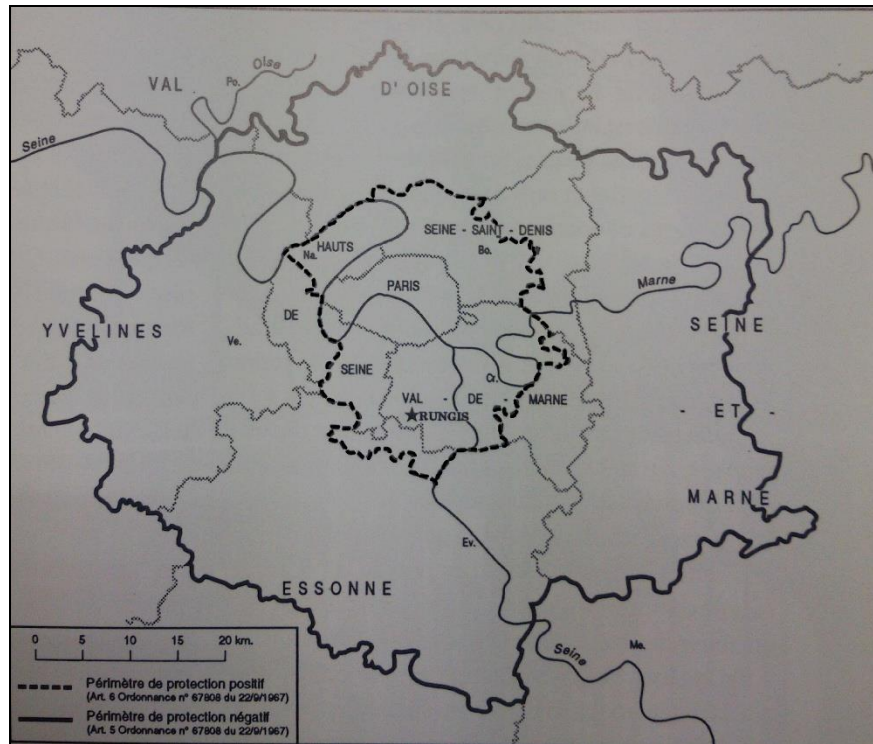 VAL
Oise
Po.
D' OISE
Seine
SEINE - SAINT - DENIS
HAUTS
Na.
Bo.
PARIS
Marne
DE
SEINE
YVELINES
Ve.
SEINE
Cr.
VAL - DE - MARNE
RUNGIS
- ET -
MARNE
Ev.
ESSONNE
Seine
Me.
0 5 10 15 20 km.
Périmètre de protection positif
(Art. 6 Ordonnance n° 67808 du 22/9/1967)
Périmètre de protection négatif
(Art. 5 Ordonnance n° 67808 du 22/9/1967)